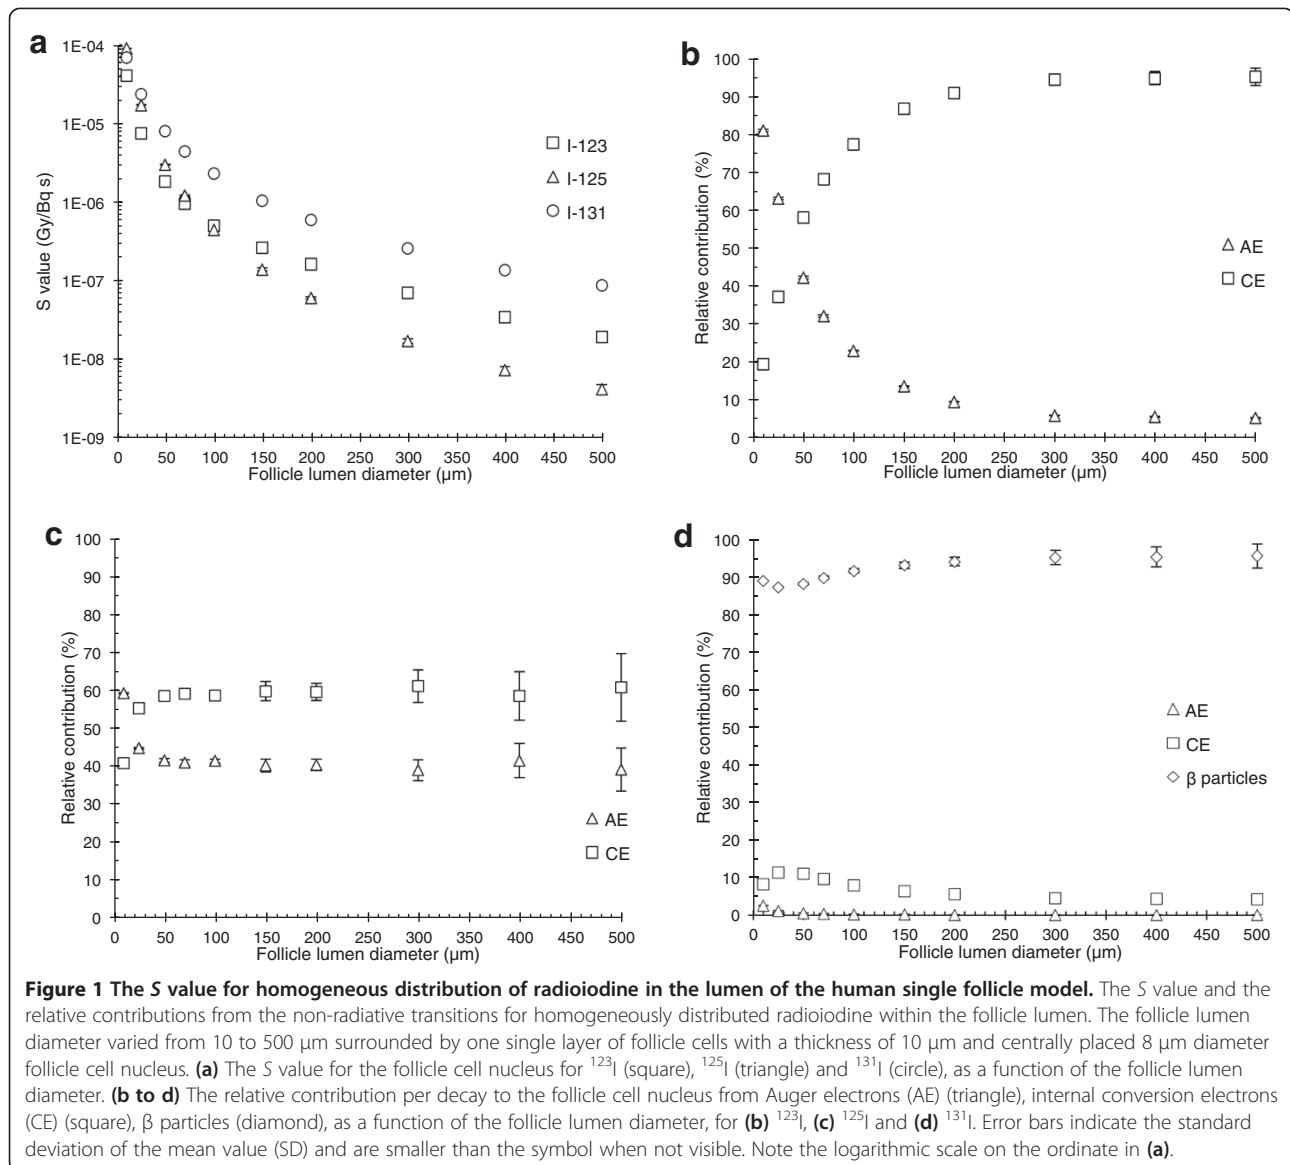 a
1E-04
1E-05
1E-06
1E-07
1E-08
1E-09
S value (Gy/Bq s)
0 50 100 150 200 250 300 350 400 450 500
Follicle lumen diameter (µm)
I-123
I-125
I-131
b
100
90
80
70
60
50
40
30
20
10
0
Relative contribution (%)
0 50 100 150 200 250 300 350 400 450 500
Follicle lumen diameter (µm)
AE
CE
c
100
90
80
70
60
50
40
30
20
10
0
Relative contribution (%)
0 50 100 150 200 250 300 350 400 450 500
Follicle lumen diameter (µm)
AE
CE
d
100
90
80
70
60
50
40
30
20
10
0
Relative contribution (%)
0 50 100 150 200 250 300 350 400 450 500
Follicle lumen diameter (µm)
AE
CE
β particles
Figure 1 The S value for homogeneous distribution of radioiodine in the lumen of the human single follicle model. The S value and the
relative contributions from the non-radiative transitions for homogeneously distributed radioiodine within the follicle lumen. The follicle lumen
diameter varied from 10 to 500 µm surrounded by one single layer of follicle cells with a thickness of 10 µm and centrally placed 8 µm diameter
follicle cell nucleus. (a) The S value for the follicle cell nucleus for ¹²³I (square), ¹²⁵I (triangle) and ¹³¹I (circle), as a function of the follicle lumen
diameter. (b to d) The relative contribution per decay to the follicle cell nucleus from Auger electrons (AE) (triangle), internal conversion electrons
(CE) (square), β particles (diamond), as a function of the follicle lumen diameter, for (b) ¹²³I, (c) ¹²⁵I and (d) ¹³¹I. Error bars indicate the standard
deviation of the mean value (SD) and are smaller than the symbol when not visible. Note the logarithmic scale on the ordinate in (a).